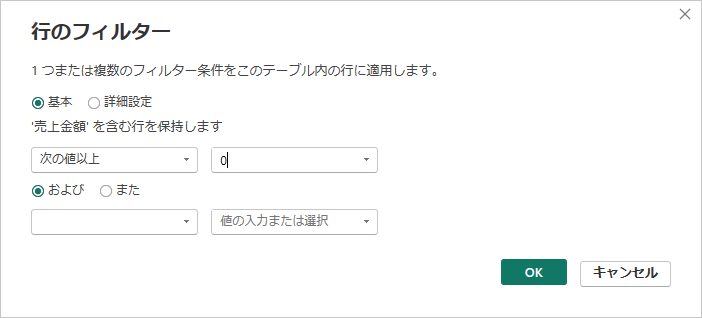 行のフィルター
1 つまたは複数のフィルター条件をこのテーブル内の行に適用します。
基本 詳細設定
'売上金額' を含む行を保持します
次の値以上 0
および また
値の入力または選択
OK キャンセル